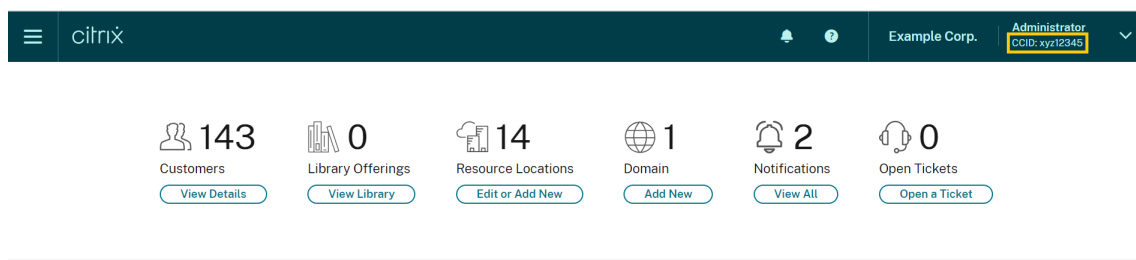 citrix
Example Corp.
Administrator
CCID: xyz12345
143
Customers
View Details
0
Library Offerings
View Library
14
Resource Locations
Edit or Add New
1
Domain
Add New
2
Notifications
View All
0
Open Tickets
Open a Ticket